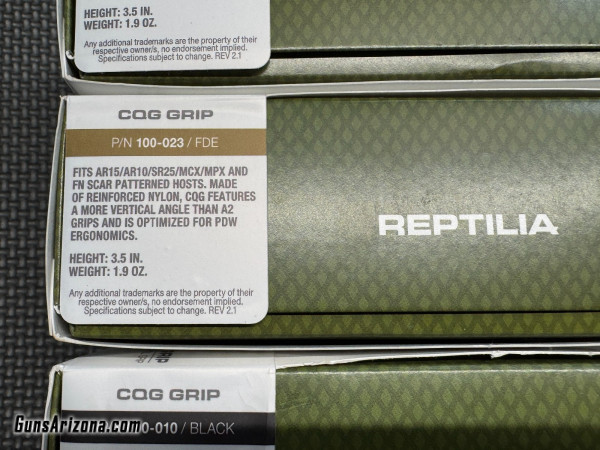 HEIGHT: 3.5 IN.
WEIGHT: 1.9 OZ.
Any additional trademarks are the property of their
respective owner/s, no endorsement implied.
Specifications subject to change. REV 2.1
CQG GRIP
P/N 100-023 / FDE
FITS AR15/AR10/SR25/MCX/MPX AND
FN SCAR PATTERNED HOSTS. MADE
OF REINFORCED NYLON, CQG FEATURES
A MORE VERTICAL ANGLE THAN A2
GRIPS AND IS OPTIMIZED FOR PDW
ERGONOMICS.
HEIGHT: 3.5 IN.
WEIGHT: 1.9 OZ.
Any additional trademarks are the property of their
respective owner/s, no endorsement implied.
Specifications subject to change. REV 2.1
REPTILIA
GRIP
CQG GRIP
0-010 / BLACK
GunsArizona.com